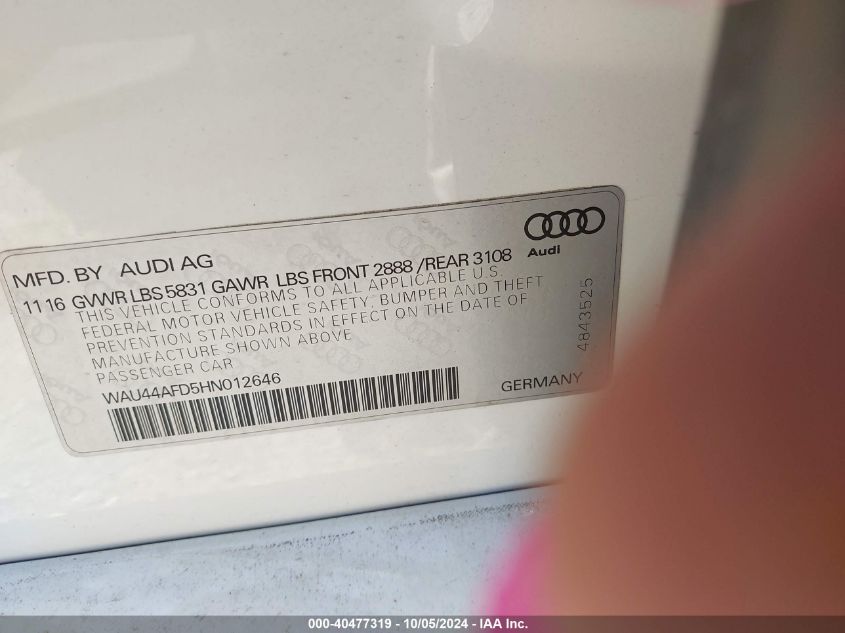 MFD. BY AUDI AG
11 16 GVWR LBS 5831 GAWR LBS FRONT 2888 / REAR 3108
THIS VEHICLE CONFORMS TO ALL APPLICABLE U.S.
FEDERAL MOTOR VEHICLE SAFETY, BUMPER AND THEFT
PREVENTION STANDARDS IN EFFECT ON THE DATE OF
MANUFACTURE SHOWN ABOVE
PASSENGER CAR
WAU44AFD5HN012646
Audi
4843525
GERMANY
000-40477319 - 10/05/2024 - IAA Inc.